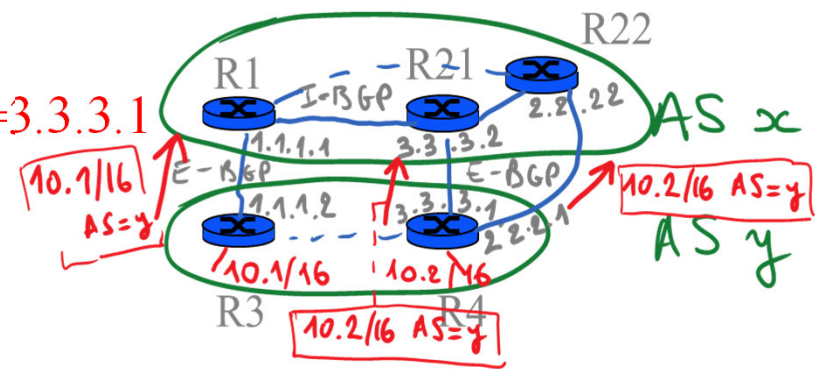 R22
R1
R21
I-BGP
=3.3.3.1
2.2.22
AS x
1.1.1.1
3.3.3.2
10.1/16
AS=y
E-BGP
E-BGP
10.2/16 AS=y
1.1.1.2
3.3.3.1
2.2.2.1
AS y
10.1/16
10.2/16
R3
R4
10.2/16 AS=y